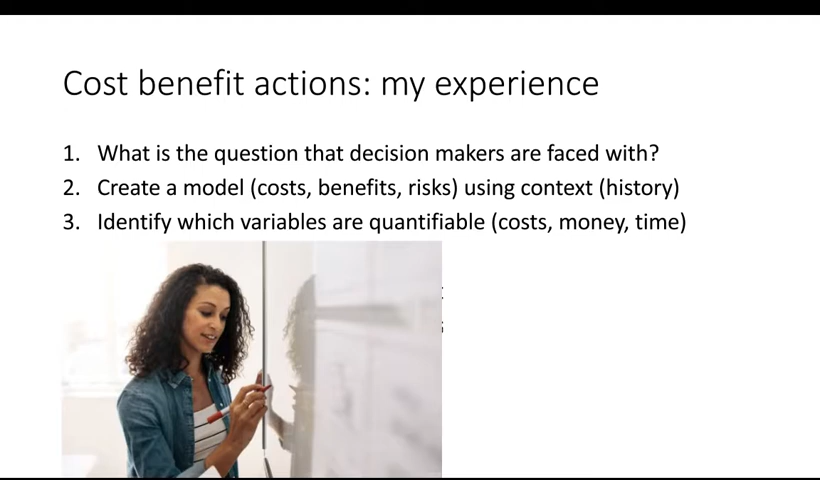 Cost benefit actions: my experience
1. What is the question that decision makers are faced with?
2. Create a model (costs, benefits, risks) using context (history)
3. Identify which variables are quantifiable (costs, money, time)